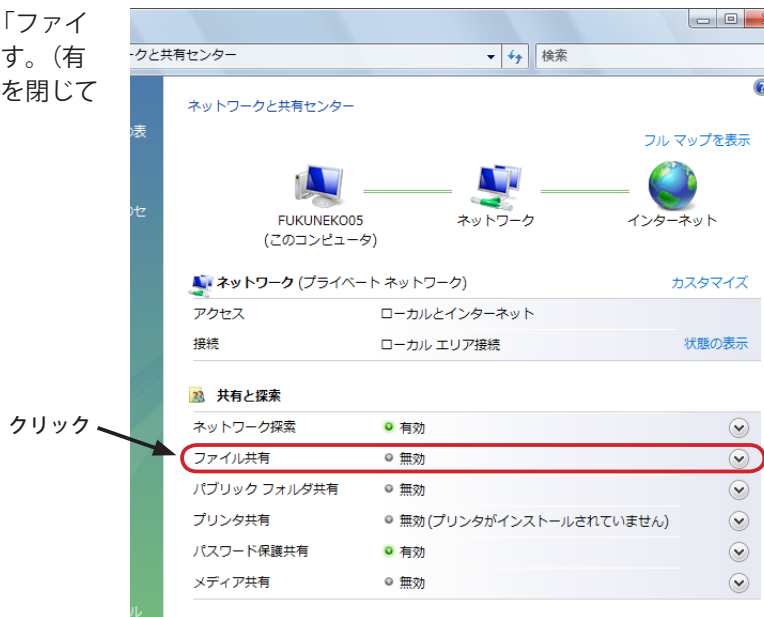 「ファイ
す。（有
を閉じて
クと共有センター
検索
ネットワークと共有センター
フル マップを表示
FUKUNEKO05
(このコンピュータ)
ネットワーク
インターネット
ネットワーク (プライベート ネットワーク)
カスタマイズ
アクセス ローカルとインターネット
接続 ローカル エリア接続 状態の表示
共有と探索
ネットワーク探索 有効
クリック
ファイル共有 無効
パブリック フォルダ共有 無効
プリンタ共有 無効 (プリンタがインストールされていません)
パスワード保護共有 有効
メディア共有 無効
表
セ
ル